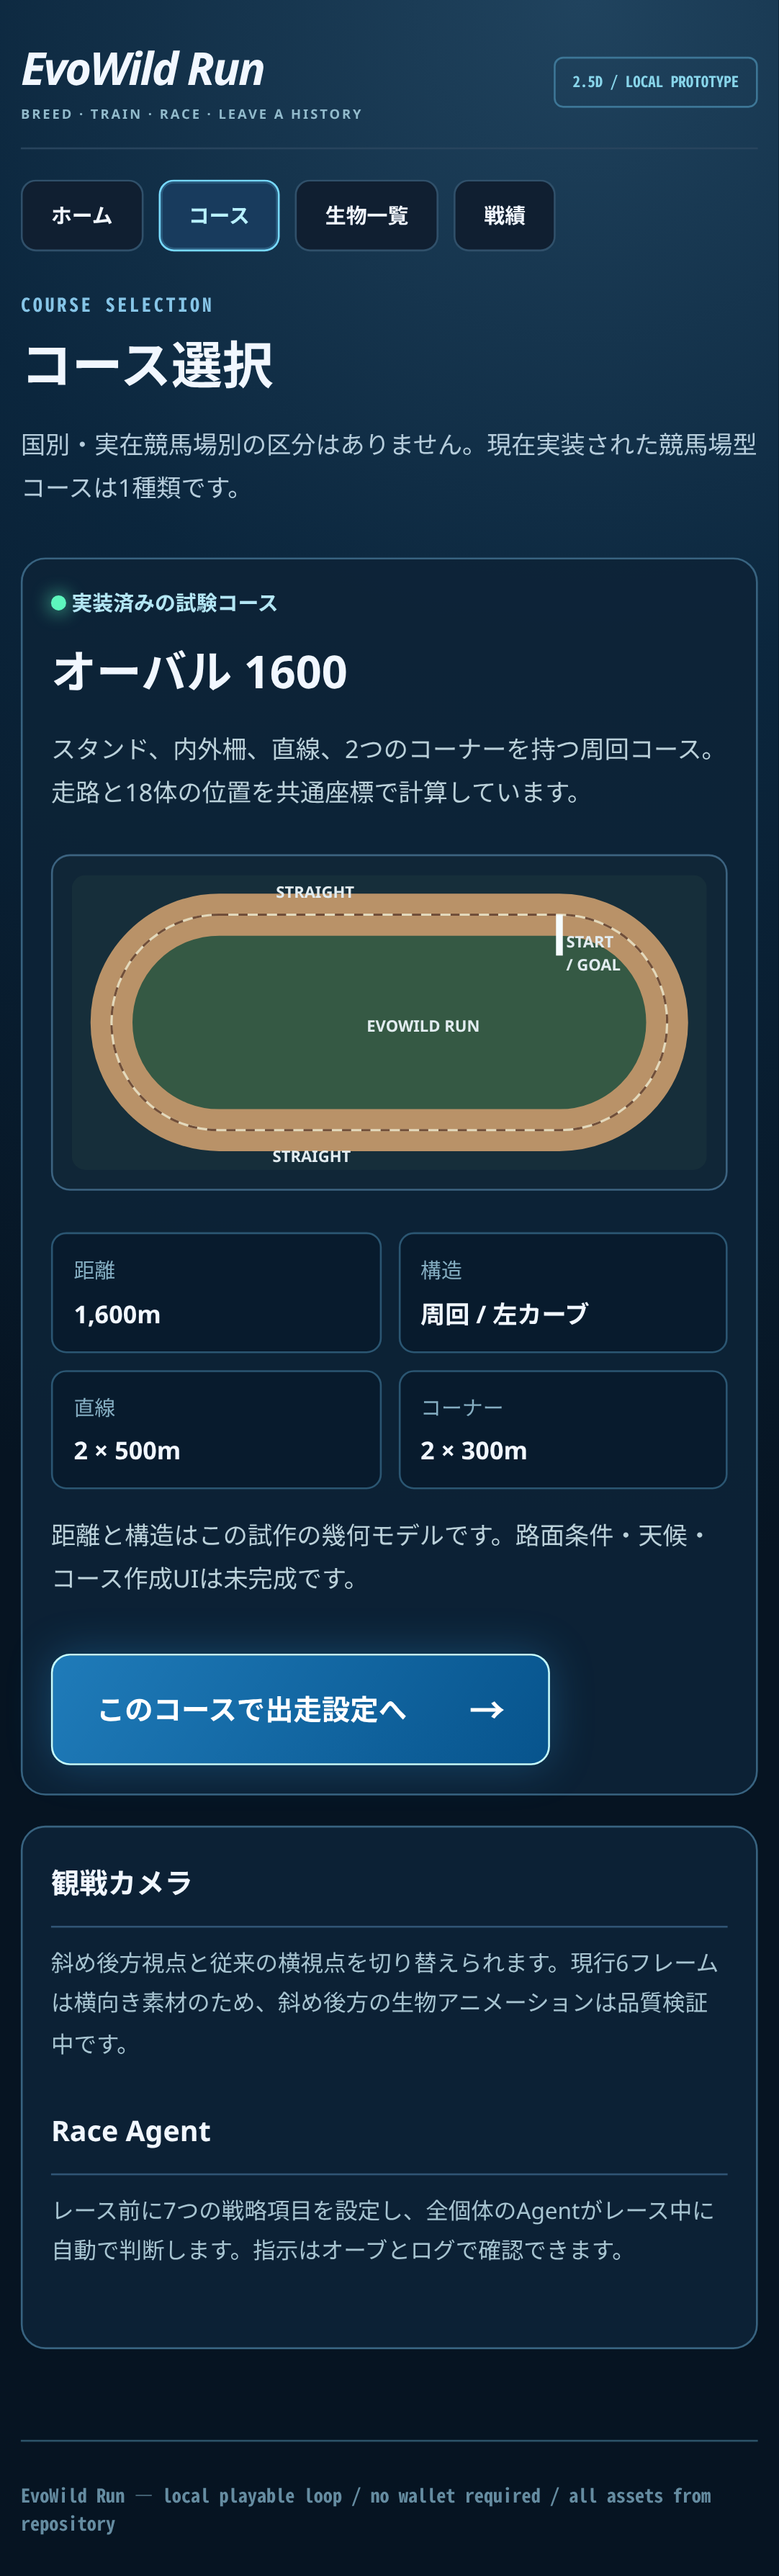 EvoWild Run
2.5D / LOCAL PROTOTYPE
BREED · TRAIN · RACE · LEAVE A HISTORY
ホーム
コース
生物一覧
戦績
COURSE SELECTION
コース選択
国別・実在競馬場別の区分はありません。現在実装された競馬場型
コースは1種類です。
実装済みの試験コース
オーバル 1600
スタンド、内外柵、直線、2つのコーナーを持つ周回コース。
走路と18体の位置を共通座標で計算しています。
STRAIGHT
START
/ GOAL
EVOWILD RUN
STRAIGHT
距離
1,600m
構造
周回 / 左カーブ
直線
2 × 500m
コーナー
2 × 300m
距離と構造はこの試作の幾何モデルです。路面条件・天候・
コース作成UIは未完成です。
このコースで出走設定へ →
観戦カメラ
斜め後方視点と従来の横視点を切り替えられます。現行6フレーム
は横向き素材のため、斜め後方の生物アニメーションは品質検証
中です。
Race Agent
レース前に7つの戦略項目を設定し、全個体のAgentがレース中に
自動で判断します。指示はオーブとログで確認できます。
EvoWild Run — local playable loop / no wallet required / all assets from
repository